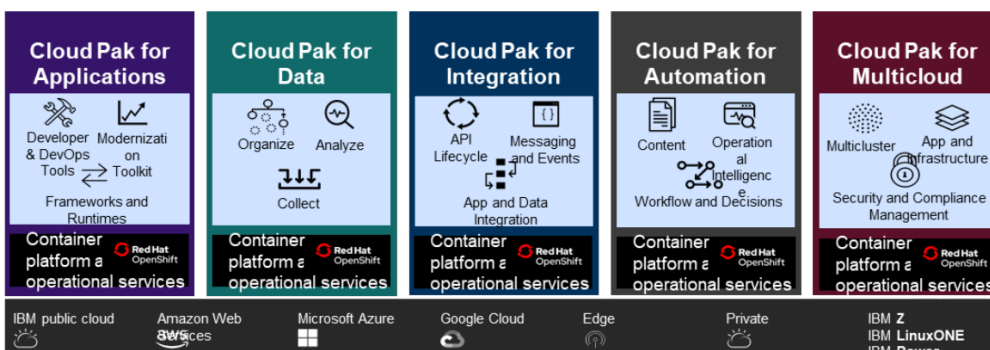 Cloud Pak for
Applications
Developer
& DevOps
Tools
Modernizati
on
Toolkit
Frameworks and
Runtimes
Container
platform a
operational services
Red Hat
OpenShift
Cloud Pak for
Data
Organize
Analyze
Collect
Container
platform a
operational services
Red Hat
OpenShift
Cloud Pak for
Integration
API
Lifecycle
Messaging
and Events
App and Data
Integration
Container
platform a
operational services
Red Hat
OpenShift
Cloud Pak for
Automation
Content
Operation
al
Intelligenc
e
Workflow and Decisions
Container
platform a
operational services
Red Hat
OpenShift
Cloud Pak for
Multicloud
Multicluster
App and
Infrastructure
Security and Compliance
Management
Container
platform a
operational services
Red Hat
OpenShift
IBM public cloud
Amazon Web
Services
aws
Microsoft Azure
Google Cloud
Edge
Private
IBM Z
IBM LinuxONE
IBM Power